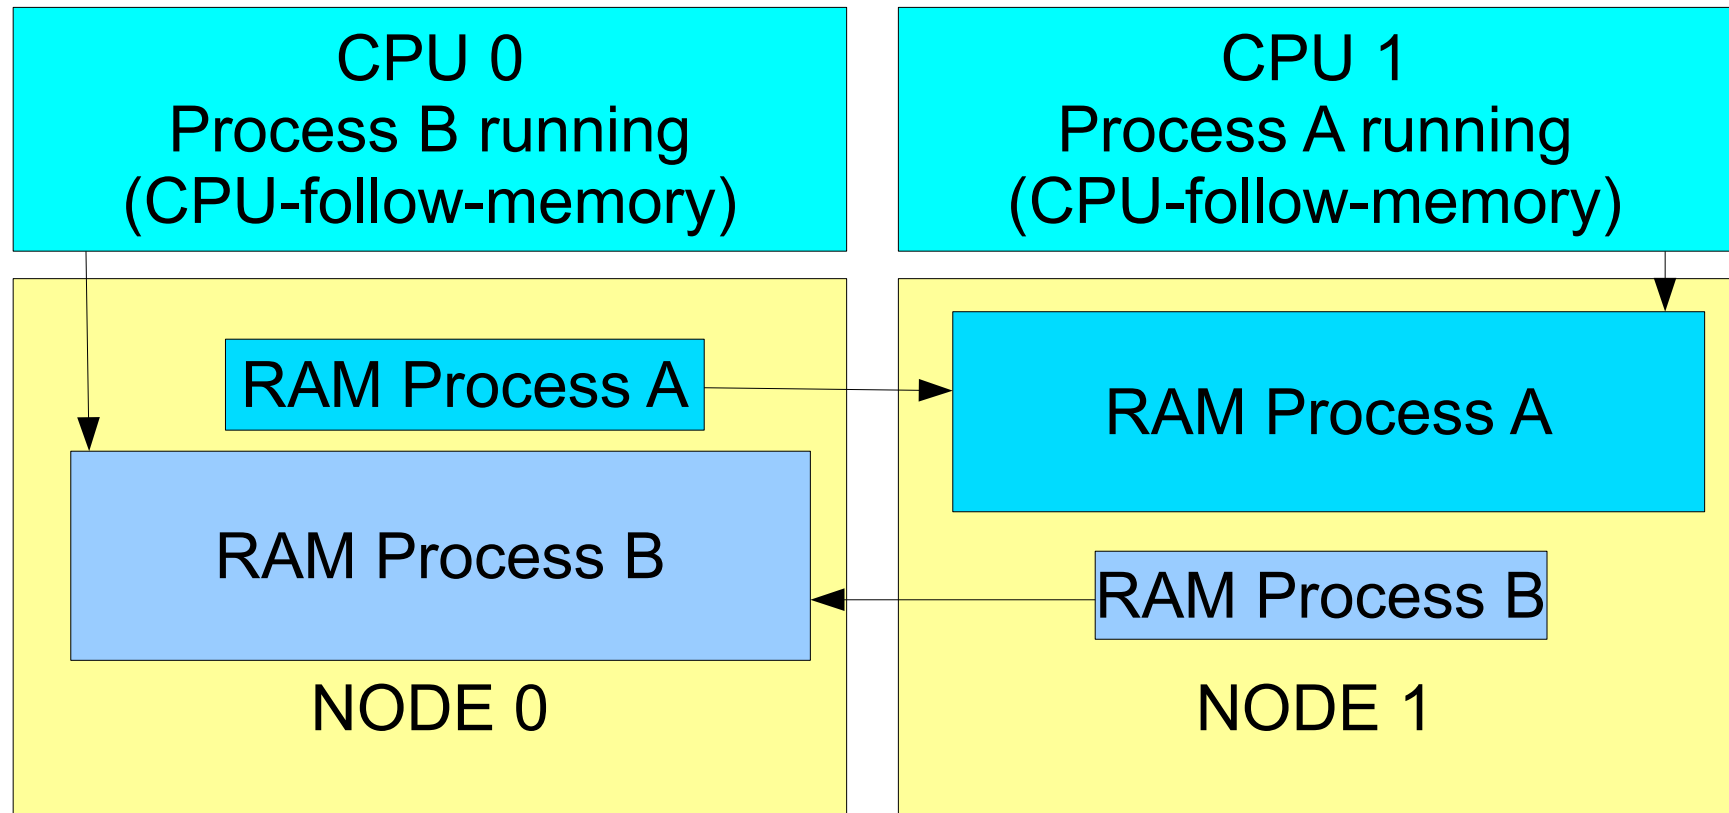 CPU 0
Process B running
(CPU-follow-memory)
CPU 1
Process A running
(CPU-follow-memory)
RAM Process A
RAM Process B
NODE 0
RAM Process A
RAM Process B
NODE 1